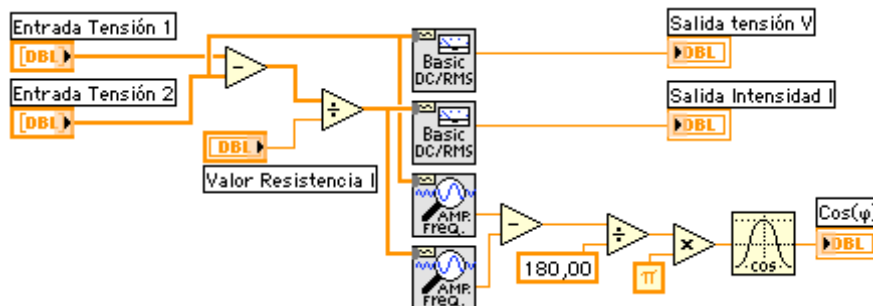 Entrada Tensión 1
[DBL]
Entrada Tensión 2
[DBL]
DBL
Valor Resistencia I
Basic
DC/RMS
Basic
DC/RMS
AMP.
Freq.
AMP.
Freq.
Salida tensión V
DBL
Salida Intensidad I
DBL
180,00
π
COS
Cos(φ)
DBL